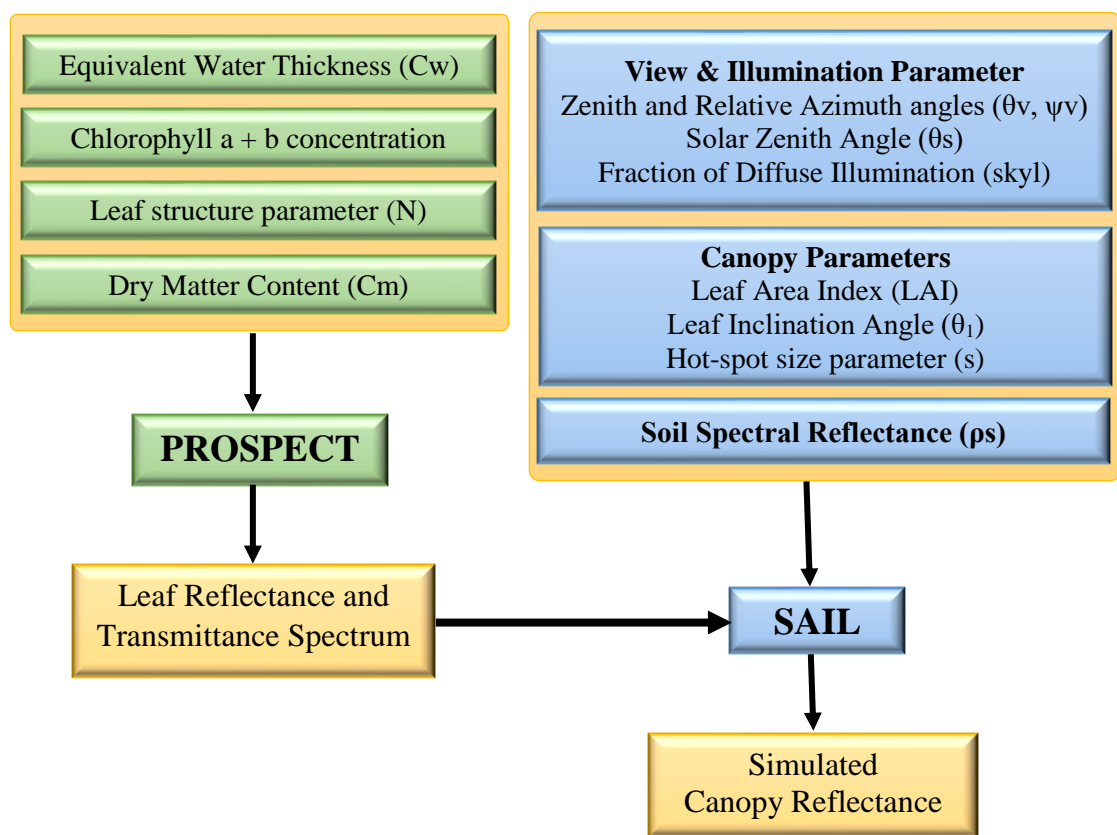 Equivalent Water Thickness (Cw)
Chlorophyll a + b concentration
Leaf structure parameter (N)
Dry Matter Content (Cm)
PROSPECT
Leaf Reflectance and
Transmittance Spectrum
View & Illumination Parameter
Zenith and Relative Azimuth angles (θv, ψv)
Solar Zenith Angle (θs)
Fraction of Diffuse Illumination (skyl)
Canopy Parameters
Leaf Area Index (LAI)
Leaf Inclination Angle (θ₁)
Hot-spot size parameter (s)
Soil Spectral Reflectance (ρs)
SAIL
Simulated
Canopy Reflectance